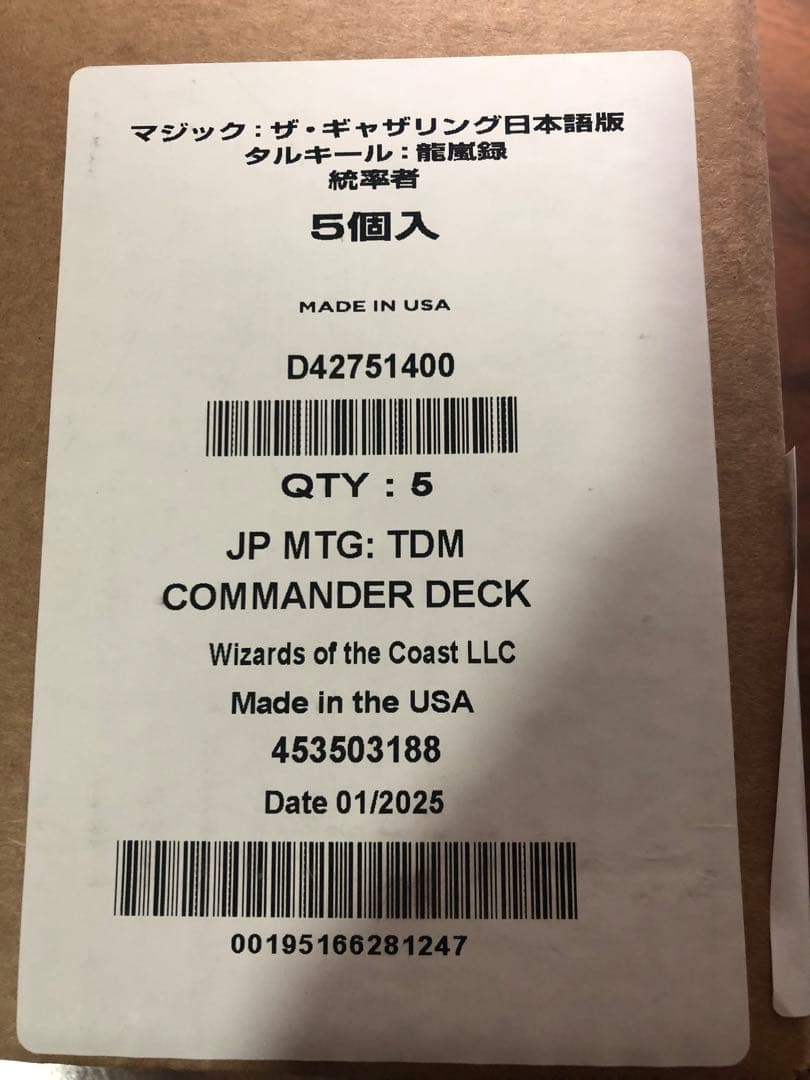 マジック：ザ・ギャザリング日本語版
タルキール：龍嵐録
統率者
5個入
MADE IN USA
D42751400
QTY : 5
JP MTG: TDM
COMMANDER DECK
Wizards of the Coast LLC
Made in the USA
453503188
Date 01/2025
00195166281247